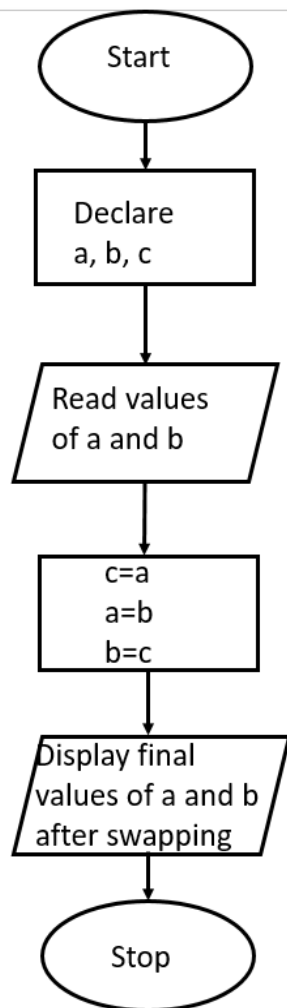 Start
Declare
a, b, c
Read values
of a and b
c=a
a=b
b=c
Display final
values of a and b
after swapping
Stop